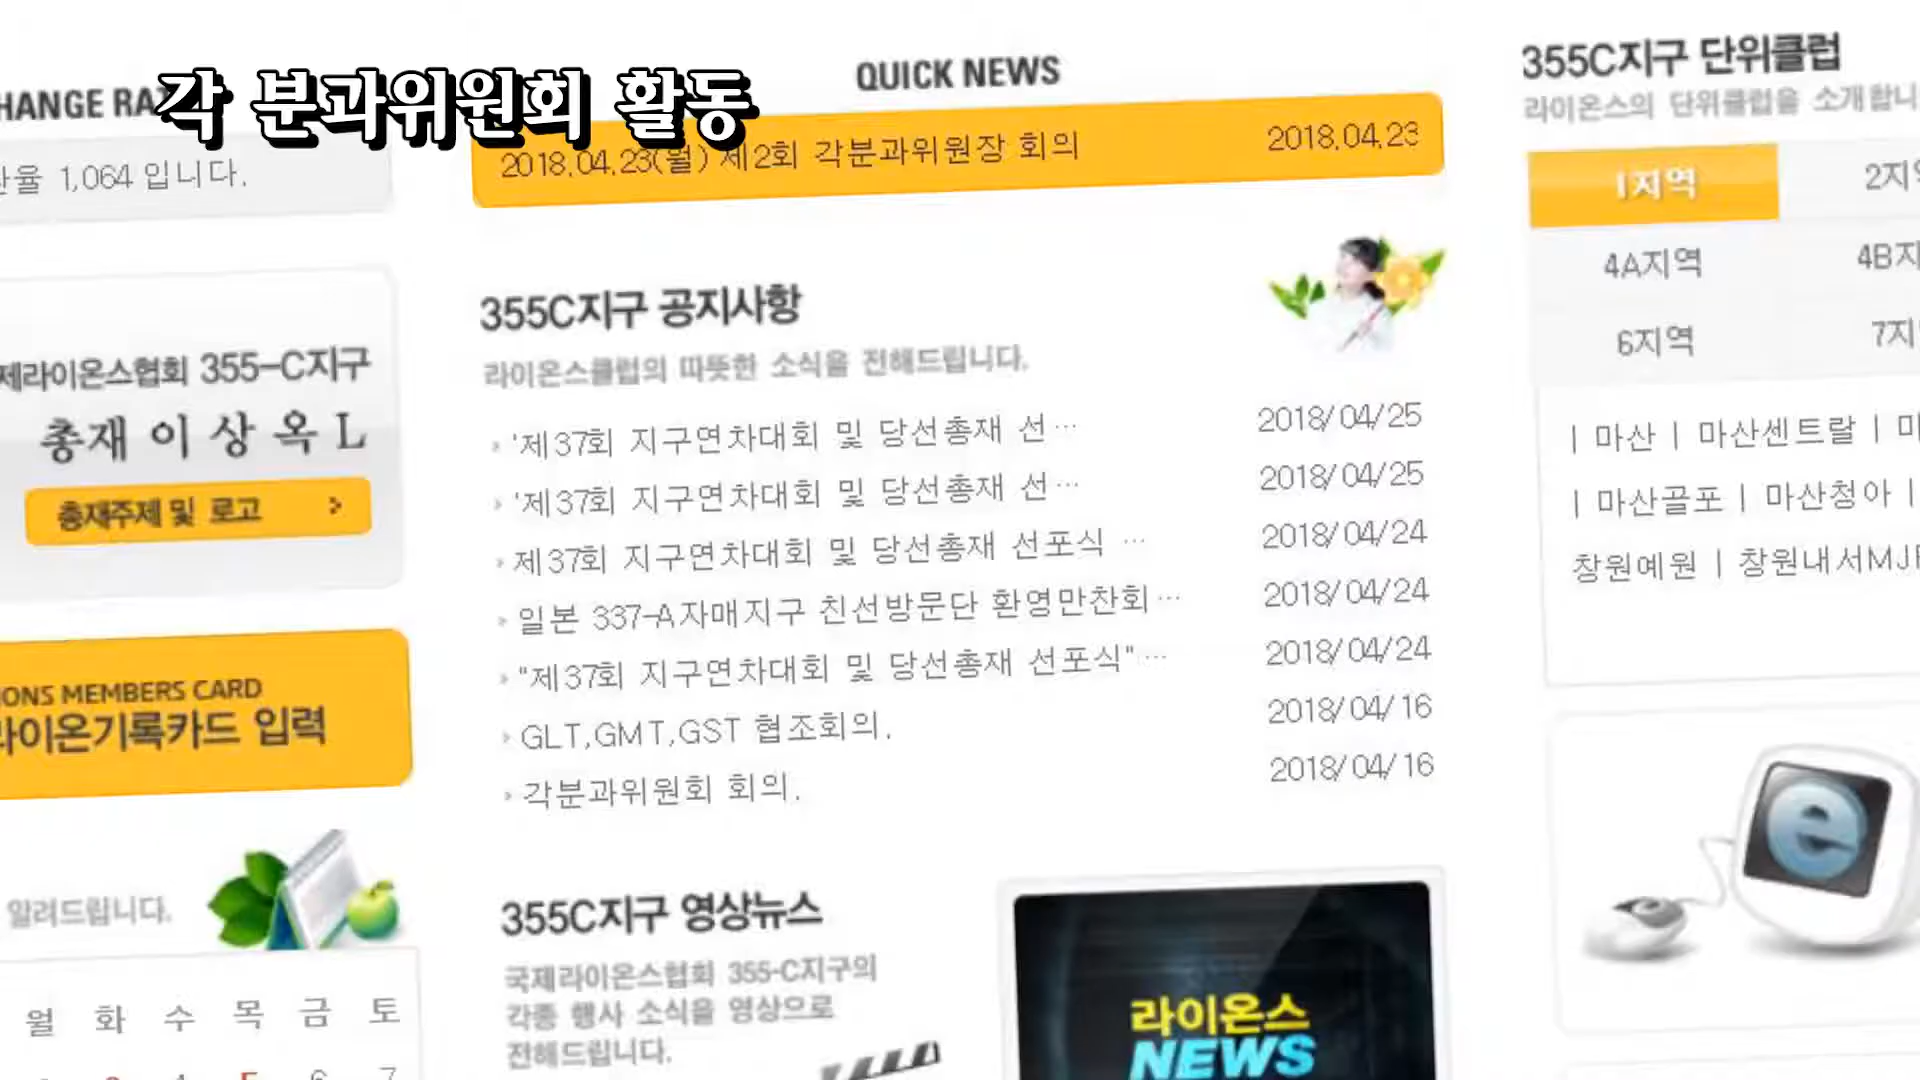 각 분과위원회 활동
HANGE RA
율 1,064 입니다.
제라이온스협회 355-C지구
총재 이 상 옥 L
총재주제 및 로고
IONS MEMBERS CARD
라이온기록카드 입력
알려드립니다.
월 화 수 목 금 토
QUICK NEWS
2018.04.23(월) 제2회 각분과위원장 회의 2018.04.23
355C지구 공지사항
라이온스클럽의 따뜻한 소식을 전해드립니다.
'제37회 지구연차대회 및 당선총재 선… 2018/04/25
'제37회 지구연차대회 및 당선총재 선… 2018/04/25
제37회 지구연차대회 및 당선총재 선포식 … 2018/04/24
일본 337-A자매지구 친선방문단 환영만찬회… 2018/04/24
"제37회 지구연차대회 및 당선총재 선포식"… 2018/04/24
GLT,GMT,GST 협조회의. 2018/04/16
각분과위원회 회의. 2018/04/16
355C지구 영상뉴스
국제라이온스협회 355-C지구의
각종 행사 소식을 영상으로
전해드립니다.
라이온스
NEWS
355C지구 단위클럽
라이온스의 단위클럽을 소개합니
1지역 2지역
4A지역 4B지
6지역 7지
| 마산 | 마산센트랄 |
| 마산골포 | 마산청아 |
창원예원 | 창원내서MJF